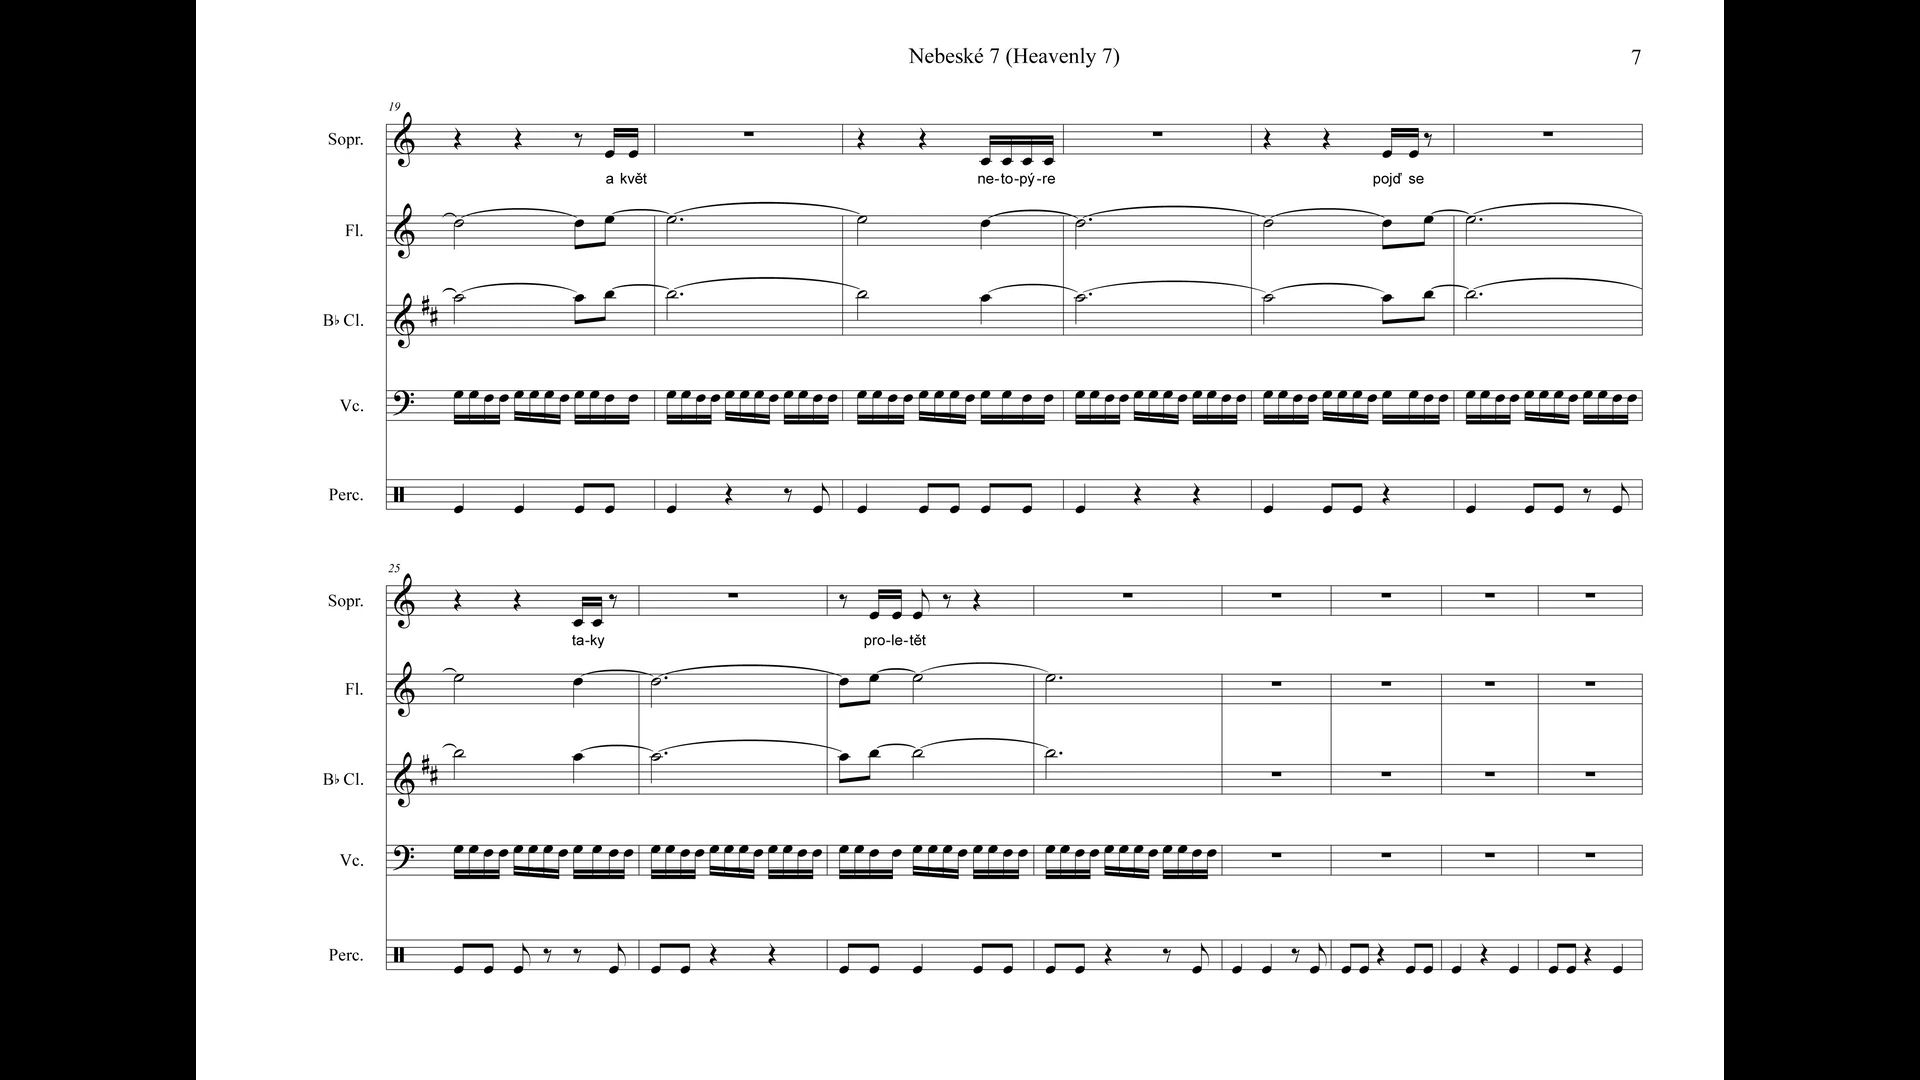 Nebeské 7 (Heavenly 7)
7
19
Sopr.
a květ
ne-to-pý-re
pojď se
Fl.
B♭ Cl.
Vc.
Perc.
25
Sopr.
ta-ky
pro-le-tět
Fl.
B♭ Cl.
Vc.
Perc.